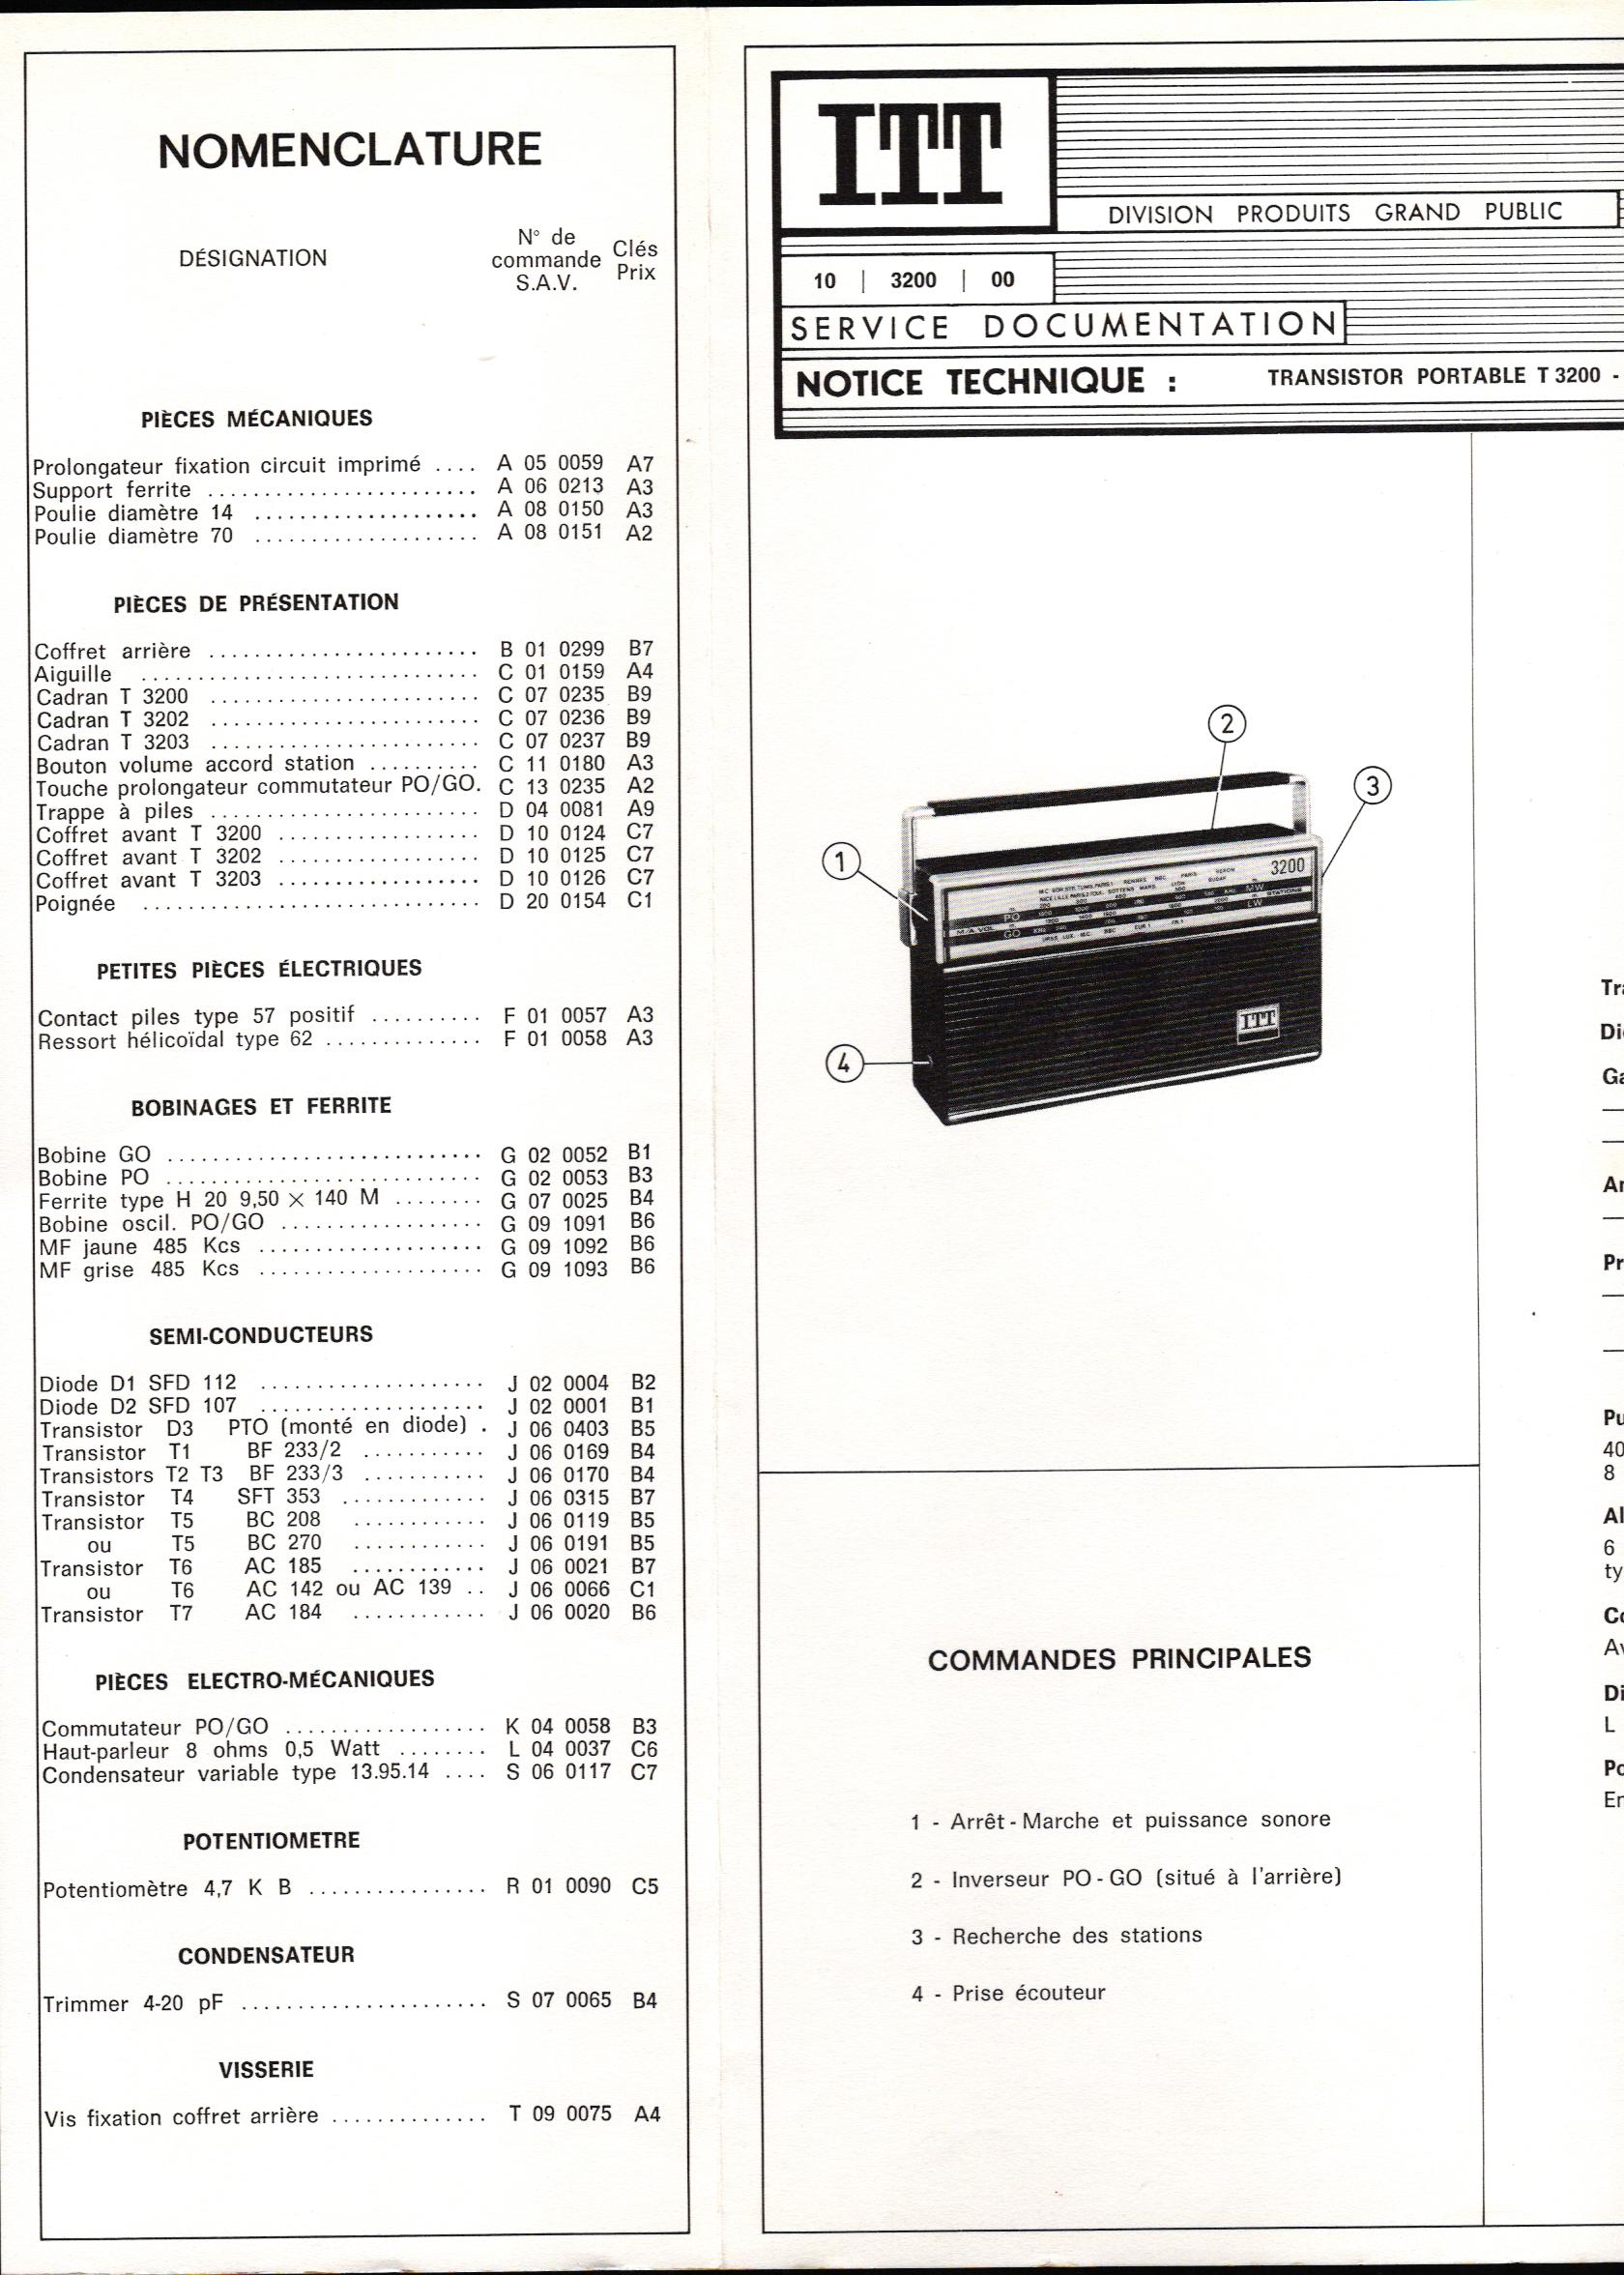 NOMENCLATURE
DÉSIGNATION
N° de commande S.A.V.
Clés Prix
PIÈCES MÉCANIQUES
Prolongateur fixation circuit imprimé .... A 05 0059 A7
Support ferrite ........................ A 06 0213 A3
Poulie diamètre 14 .................... A 08 0150 A3
Poulie diamètre 70 .................... A 08 0151 A2
PIÈCES DE PRÉSENTATION
Coffret arrière ........................ B 01 0299 B7
Aiguille .............................. C 01 0159 A4
Cadran T 3200 ........................ C 07 0235 B9
Cadran T 3202 ........................ C 07 0236 B9
Cadran T 3203 ........................ C 07 0237 B9
Bouton volume accord station .......... C 11 0180 A3
Touche prolongateur commutateur PO/GO. C 13 0235 A2
Trappe à piles ........................ D 04 0081 A9
Coffret avant T 3200 .................. D 10 0124 C7
Coffret avant T 3202 .................. D 10 0125 C7
Coffret avant T 3203 .................. D 10 0126 C7
Poignée .............................. D 20 0154 C1
PETITES PIÈCES ÉLECTRIQUES
Contact piles type 57 positif .......... F 01 0057 A3
Ressort hélicoïdal type 62 .............. F 01 0058 A3
BOBINAGES ET FERRITE
Bobine GO ............................ G 02 0052 B1
Bobine PO ............................ G 02 0053 B3
Ferrite type H 20 9,50 × 140 M ........ G 07 0025 B4
Bobine oscil. PO/GO .................. G 09 1091 B6
MF jaune 485 Kcs .................... G 09 1092 B6
MF grise 485 Kcs .................... G 09 1093 B6
SEMI-CONDUCTEURS
Diode D1 SFD 112 .................... J 02 0004 B2
Diode D2 SFD 107 .................... J 02 0001 B1
Transistor D3 PTO (monté en diode) . J 06 0403 B5
Transistor T1 BF 233/2 ........... J 06 0169 B4
Transistors T2 T3 BF 233/3 ........... J 06 0170 B4
Transistor T4 SFT 353 ............. J 06 0315 B7
Transistor T5 BC 208 ............ J 06 0119 B5
ou T5 BC 270 ............ J 06 0191 B5
Transistor T6 AC 185 ............ J 06 0021 B7
ou T6 AC 142 ou AC 139 .. J 06 0066 C1
Transistor T7 AC 184 ............ J 06 0020 B6
PIÈCES ELECTRO-MÉCANIQUES
Commutateur PO/GO .................. K 04 0058 B3
Haut-parleur 8 ohms 0,5 Watt ........ L 04 0037 C6
Condensateur variable type 13.95.14 .... S 06 0117 C7
POTENTIOMETRE
Potentiomètre 4,7 K B ................ R 01 0090 C5
CONDENSATEUR
Trimmer 4-20 pF ...................... S 07 0065 B4
VISSERIE
Vis fixation coffret arrière .............. T 09 0075 A4
ITT
DIVISION PRODUITS GRAND PUBLIC
10 | 3200 | 00
SERVICE DOCUMENTATION
NOTICE TECHNIQUE : TRANSISTOR PORTABLE T 3200 -
2
3
1
4
3200
M/A VOL
PO
GO
MW
LW
STATIONS
ITT
COMMANDES PRINCIPALES
1 - Arrêt - Marche et puissance sonore
2 - Inverseur PO - GO (situé à l'arrière)
3 - Recherche des stations
4 - Prise écouteur
Tra
Ga
Pr
Pu
40
8
Al
6
ty
Di
L